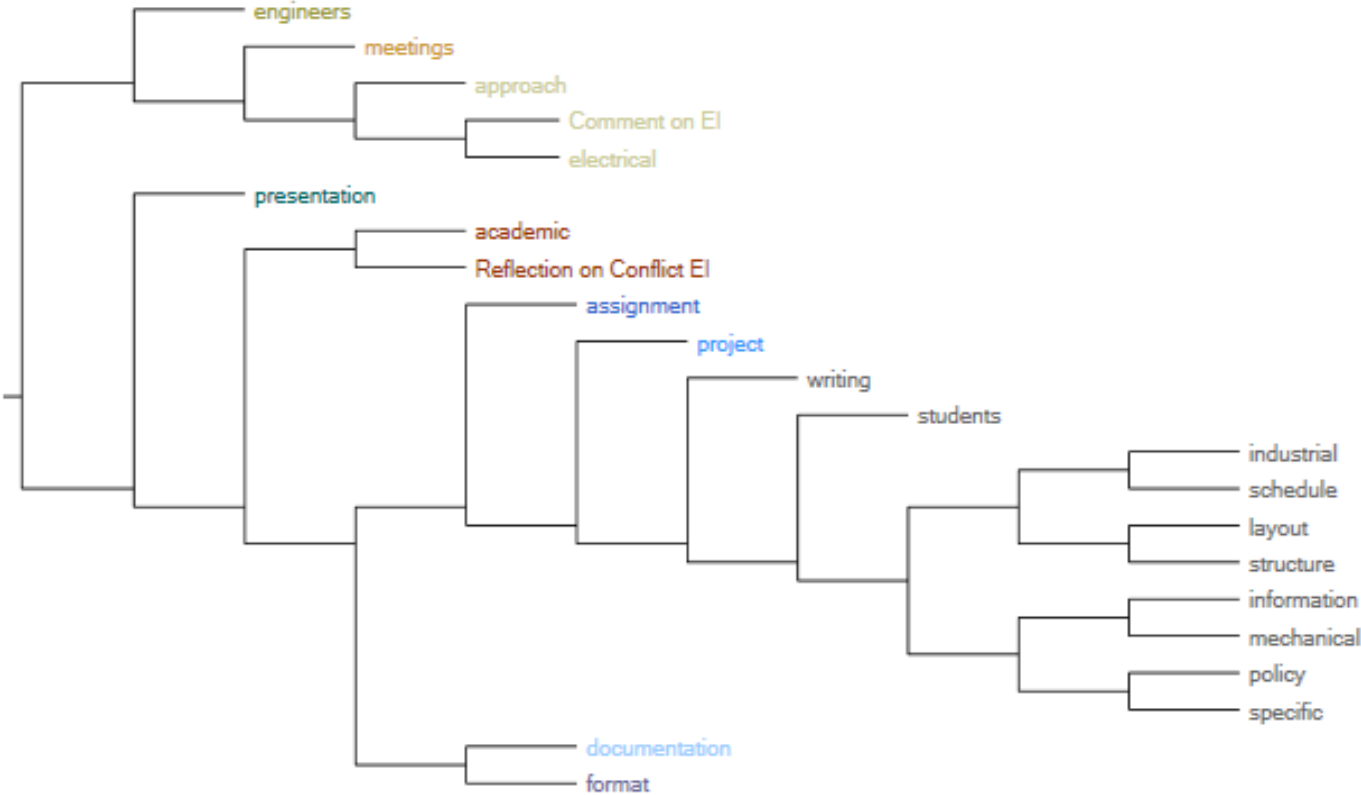 engineers
meetings
approach
Comment on EI
electrical
presentation
academic
Reflection on Conflict EI
assignment
project
writing
students
industrial
schedule
layout
structure
information
mechanical
policy
specific
documentation
format